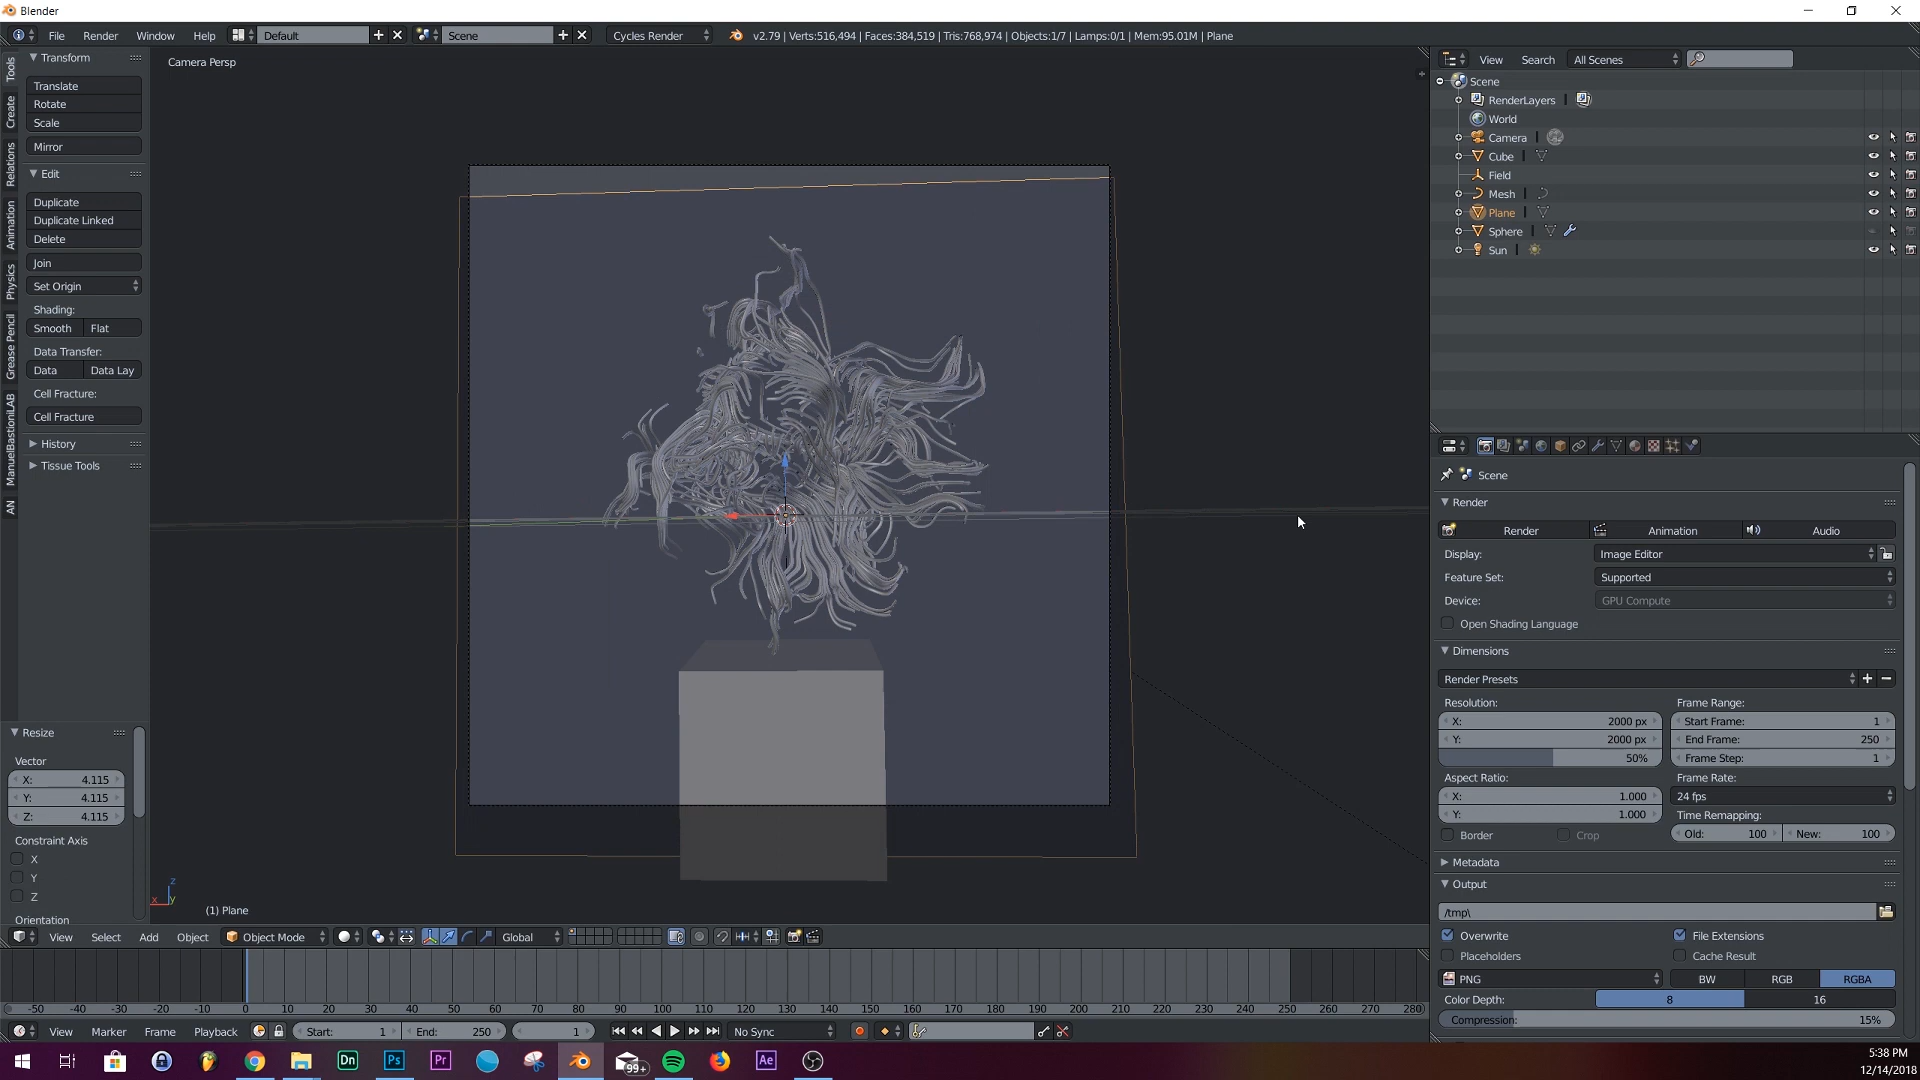 Blender
File Render Window Help Default Scene Cycles Render v2.79 | Verts:516,494 | Faces:384,519 | Tris:768,974 | Objects:1/7 | Lamps:0/1 | Mem:95.01M | Plane
Tools
Create
Relations
Animation
Physics
Grease Pencil
ManuelBastioniLAB
AN
Transform
Translate
Rotate
Scale
Mirror
Edit
Duplicate
Duplicate Linked
Delete
Join
Set Origin
Shading:
Smooth Flat
Data Transfer:
Data Data Lay
Cell Fracture:
Cell Fracture
History
Tissue Tools
Resize
Vector
X: 4.115
Y: 4.115
Z: 4.115
Constraint Axis
X
Y
Z
Orientation
Camera Persp
z
x y
(1) Plane
View Select Add Object Object Mode Global
-50 -40 -30 -20 -10 0 10 20 30 40 50 60 70 80 90 100 110 120 130 140 150 160 170 180 190 200 210 220 230 240 250 260 270 280
View Marker Frame Playback Start: 1 End: 250 1 No Sync
View Search All Scenes
Scene
RenderLayers
World
Camera
Cube
Field
Mesh
Plane
Sphere
Sun
Scene
Render
Render Animation Audio
Display: Image Editor
Feature Set: Supported
Device: GPU Compute
Open Shading Language
Dimensions
Render Presets
Resolution: Frame Range:
X: 2000 px Start Frame: 1
Y: 2000 px End Frame: 250
50% Frame Step: 1
Aspect Ratio: Frame Rate:
X: 1.000 24 fps
Y: 1.000 Time Remapping:
Border Crop Old: 100 New: 100
Metadata
Output
/tmp\
Overwrite File Extensions
Placeholders Cache Result
PNG BW RGB RGBA
Color Depth: 8 16
Compression: 15%
Dn Ps Pr 99+ Ae
5:38 PM
12/14/2018